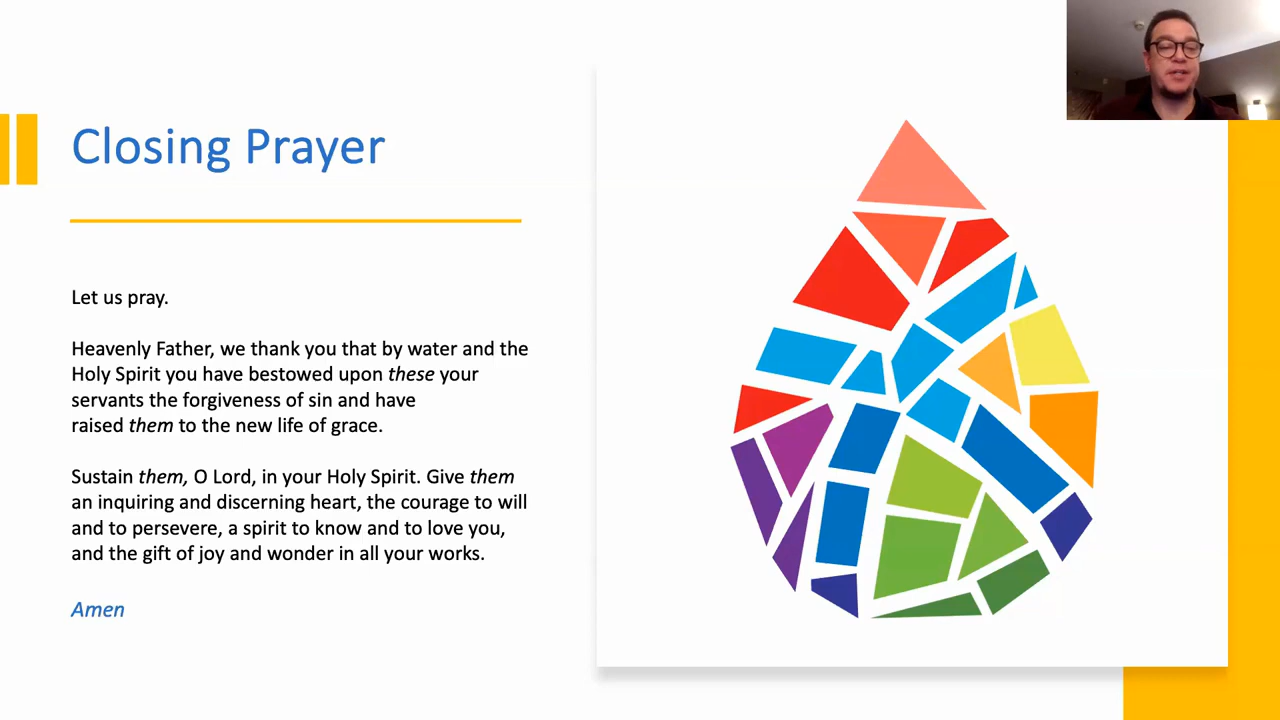 Closing Prayer
Let us pray.
Heavenly Father, we thank you that by water and the
Holy Spirit you have bestowed upon these your
servants the forgiveness of sin and have
raised them to the new life of grace.
Sustain them, O Lord, in your Holy Spirit. Give them
an inquiring and discerning heart, the courage to will
and to persevere, a spirit to know and to love you,
and the gift of joy and wonder in all your works.
Amen